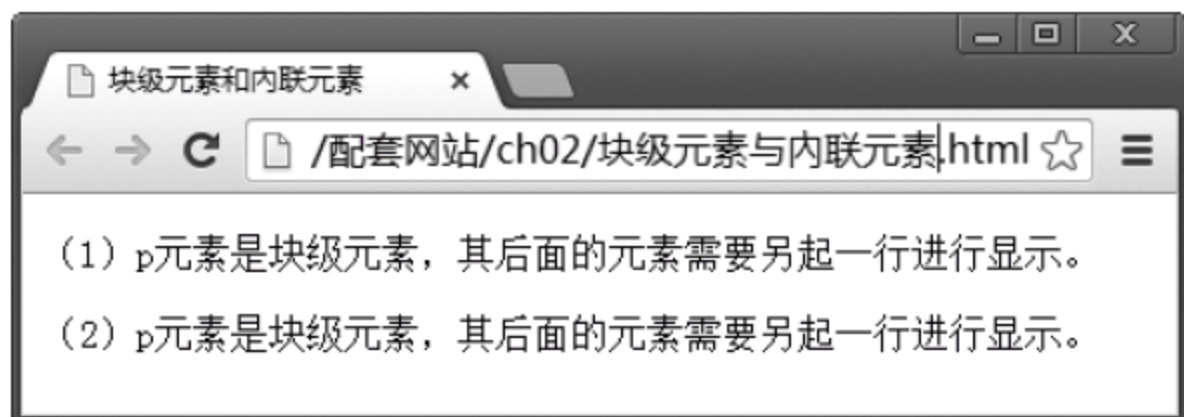 块级元素和内联元素
/配套网站/ch02/块级元素与内联元素.html
（1）p元素是块级元素，其后面的元素需要另起一行进行显示。
（2）p元素是块级元素，其后面的元素需要另起一行进行显示。